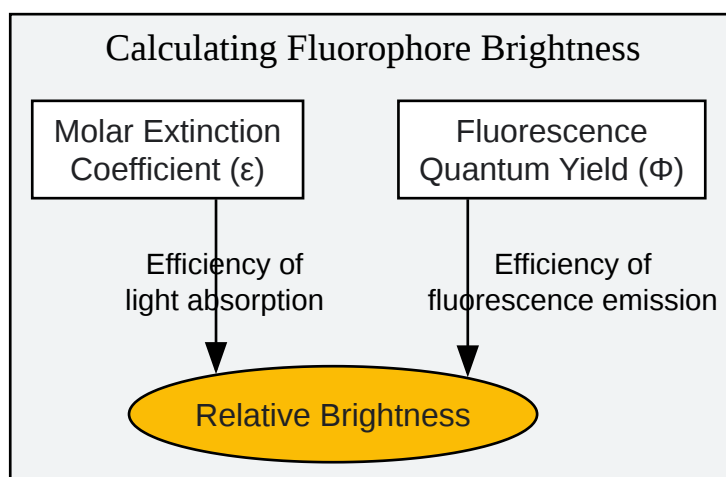 Calculating Fluorophore Brightness
Molar Extinction
Coefficient (ε)
Fluorescence
Quantum Yield (Φ)
Efficiency of
light absorption
Efficiency of
fluorescence emission
Relative Brightness